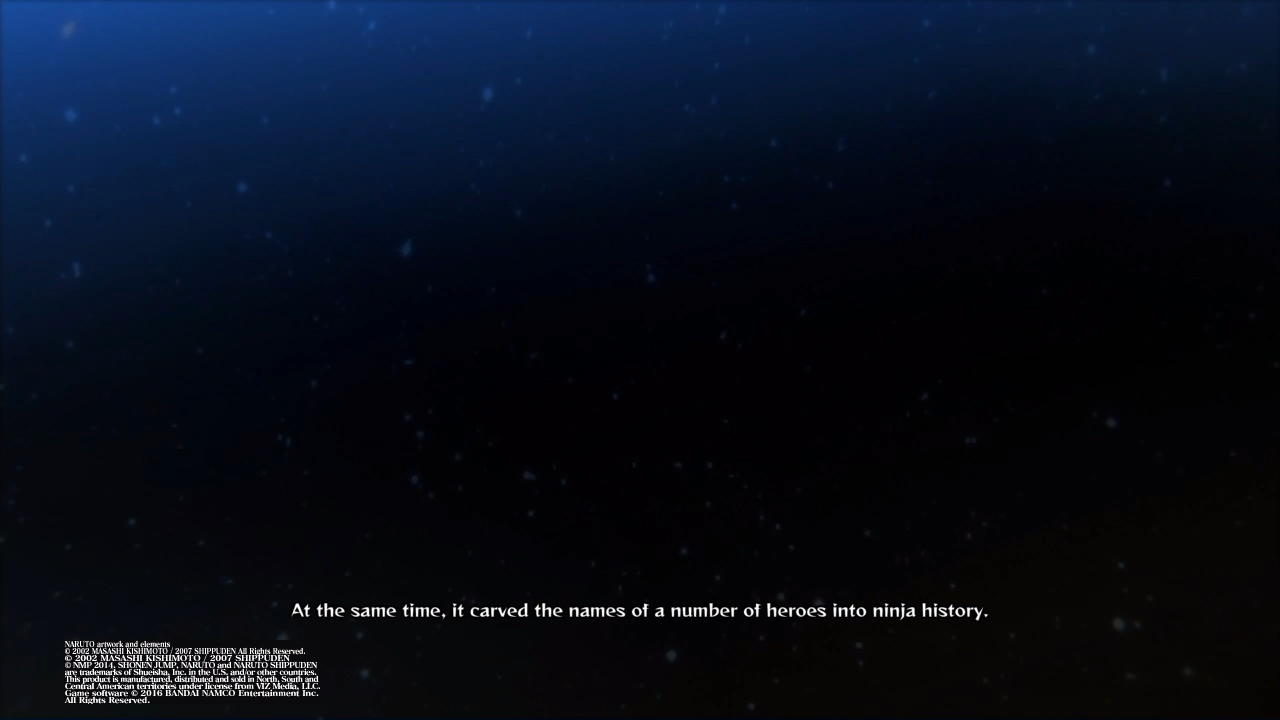 At the same time, it carved the names of a number of heroes into ninja history.
NARUTO artwork and elements
© 2002 MASASHI KISHIMOTO / 2007 SHIPPUDEN All Rights Reserved.
© 2002 MASASHI KISHIMOTO / 2007 SHIPPUDEN
© NMP 2014. SHONEN JUMP, NARUTO and NARUTO SHIPPUDEN
are trademarks of Shueisha, Inc. in the U.S. and/or other countries.
This product is manufactured, distributed and sold in North, South and
Central American territories under license from VIZ Media, LLC.
Game software © 2016 BANDAI NAMCO Entertainment Inc.
All Rights Reserved.